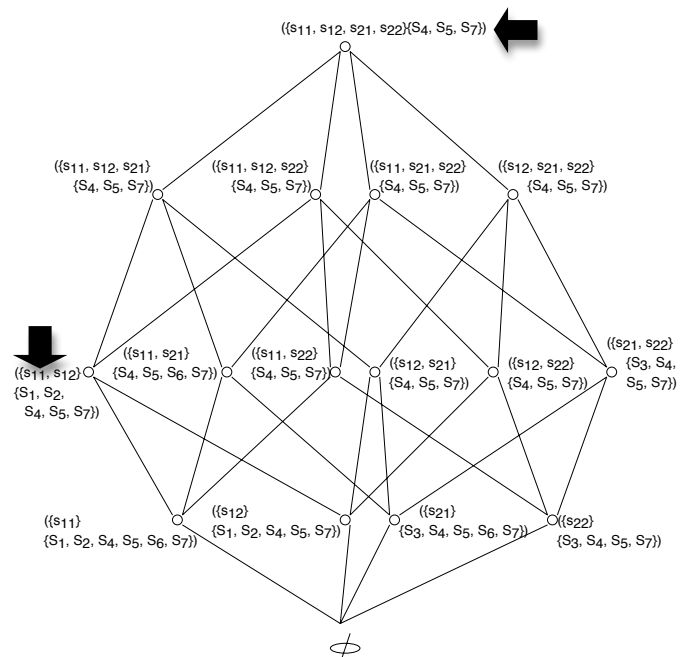 ({s11, s12, s21, s22}{S4, S5, S7})
({s11, s12, s21}
{S4, S5, S7})
({s11, s12, s22}
{S4, S5, S7})
({s11, s21, s22}
{S4, S5, S7})
({s12, s21, s22}
{S4, S5, S7})
({s11, s12}
{S1, S2,
S4, S5, S7})
({s11, s21}
{S4, S5, S6, S7})
({s11, s22}
{S4, S5, S7})
({s12, s21}
{S4, S5, S7})
({s12, s22}
{S4, S5, S7})
({s21, s22}
{S3, S4,
S5, S7})
({s11}
{S1, S2, S4, S5, S6, S7})
({s12}
{S1, S2, S4, S5, S7})
({s21}
{S3, S4, S5, S6, S7})
({s22}
{S3, S4, S5, S7})